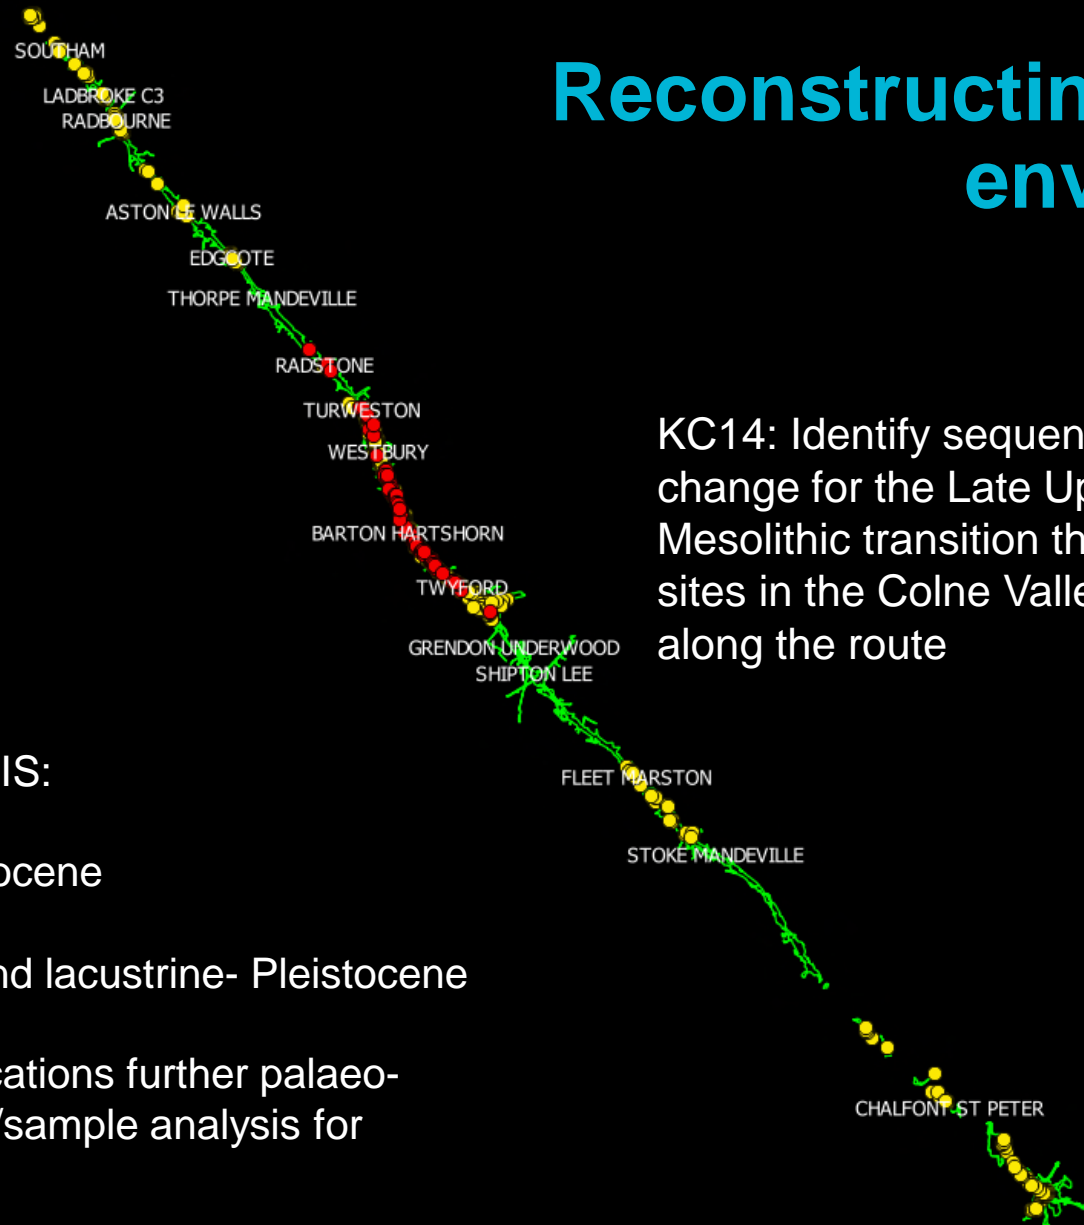 Reconstructin
env
SOUTHAM
LADBROKE C3
RADBOURNE
ASTON LE WALLS
EDGCOTE
THORPE MANDEVILLE
RADSTONE
TURWESTON
WESTBURY
BARTON HARTSHORN
TWYFORD
GRENDON UNDERWOOD
SHIPTON LEE
FLEET MARSTON
STOKE MANDEVILLE
CHALFONT ST PETER
KC14: Identify sequen
change for the Late Up
Mesolithic transition th
sites in the Colne Valle
along the route
IS:
ocene
nd lacustrine- Pleistocene
cations further palaeo-
/sample analysis for